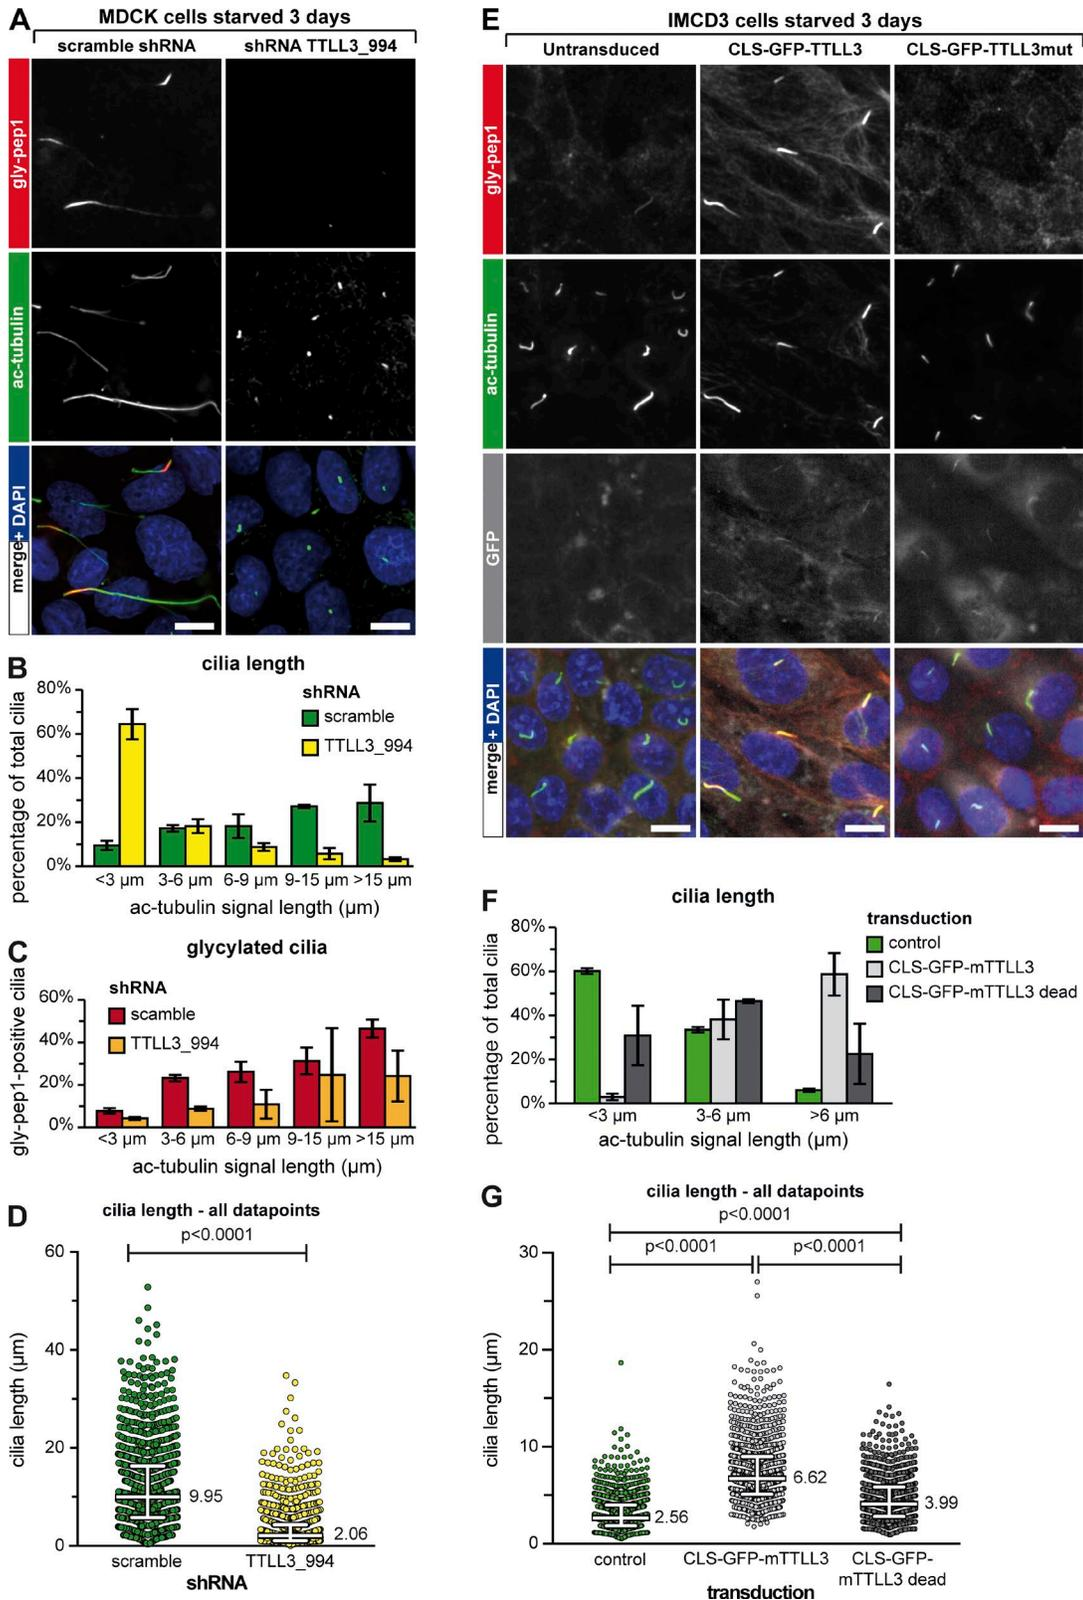 A
MDCK cells starved 3 days
scramble shRNA
shRNA TTLL3_994
gly-pep1
ac-tubulin
merge + DAPI
B
cilia length
percentage of total cilia
80%
60%
40%
20%
0%
shRNA
scramble
TTLL3_994
<3 µm
3-6 µm
6-9 µm
9-15 µm
>15 µm
ac-tubulin signal length (µm)
C
glycylated cilia
gly-pep1-positive cilia
60%
40%
20%
0%
shRNA
scamble
TTLL3_994
<3 µm
3-6 µm
6-9 µm
9-15 µm
>15 µm
ac-tubulin signal length (µm)
D
cilia length - all datapoints
p<0.0001
cilia length (µm)
60
40
20
0
9.95
2.06
scramble
TTLL3_994
shRNA
E
IMCD3 cells starved 3 days
Untransduced
CLS-GFP-TTLL3
CLS-GFP-TTLL3mut
gly-pep1
ac-tubulin
GFP
merge + DAPI
F
cilia length
percentage of total cilia
80%
60%
40%
20%
0%
transduction
control
CLS-GFP-mTTLL3
CLS-GFP-mTTLL3 dead
<3 µm
3-6 µm
>6 µm
ac-tubulin signal length (µm)
G
cilia length - all datapoints
p<0.0001
p<0.0001
p<0.0001
cilia length (µm)
30
20
10
0
2.56
6.62
3.99
control
CLS-GFP-mTTLL3
CLS-GFP-
mTTLL3 dead
transduction